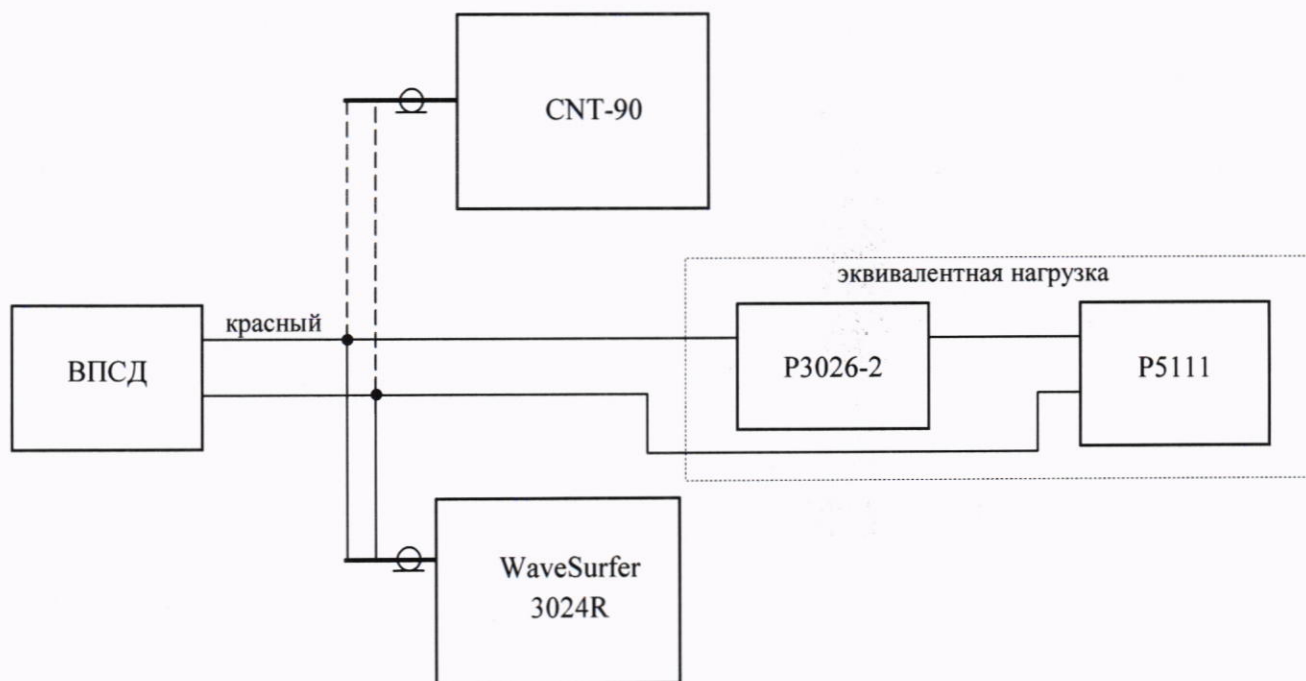 CNT-90
эквивалентная нагрузка
красный
ВПСД
Р3026-2
Р5111
WaveSurfer
3024R